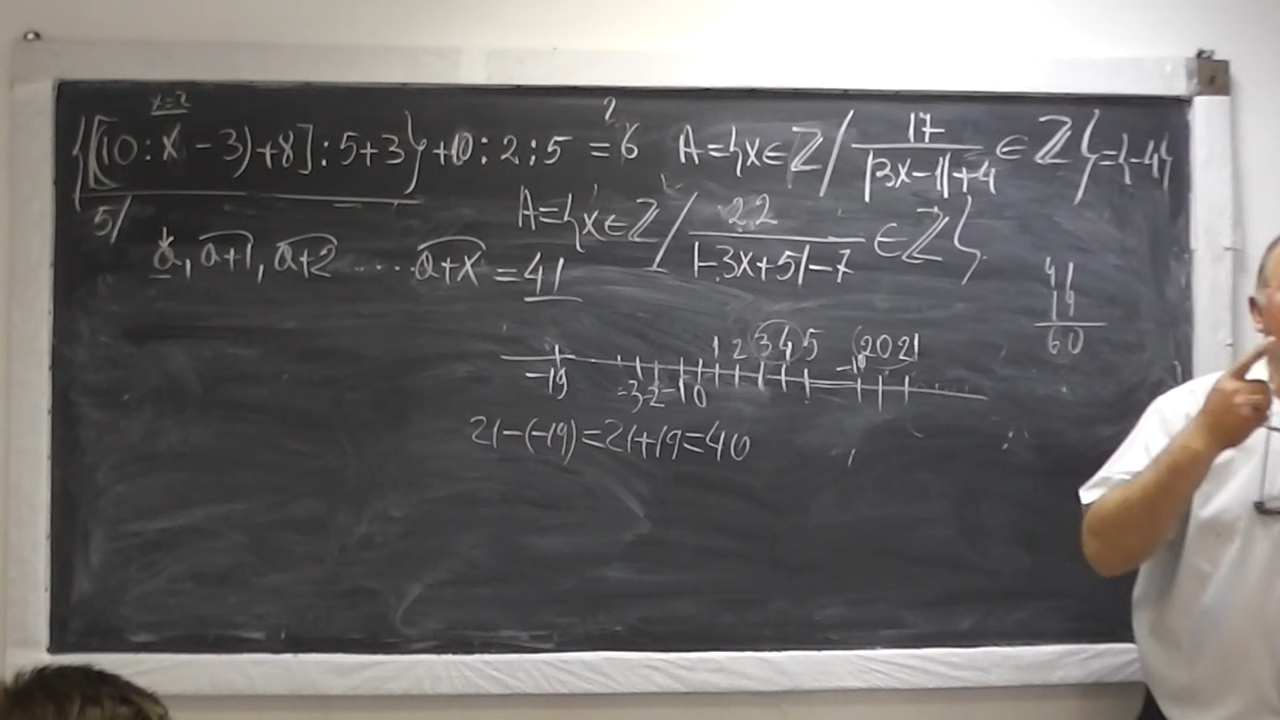 x=2
{[(10:x-3)+8]:5+3}+10:2:5 =6
?
5/
A={x∈ℤ/ 17/(|3x-1|+4) ∈ℤ}={-4}
A={x∈ℤ/ 22/(|-3x+5|-7) ∈ℤ}
a, a+1, a+2 .... a+x =41
41
19
60
1 2 3 4 5 20 21
-19 -3 -2 -1 0
21-(-19)=21+19=40